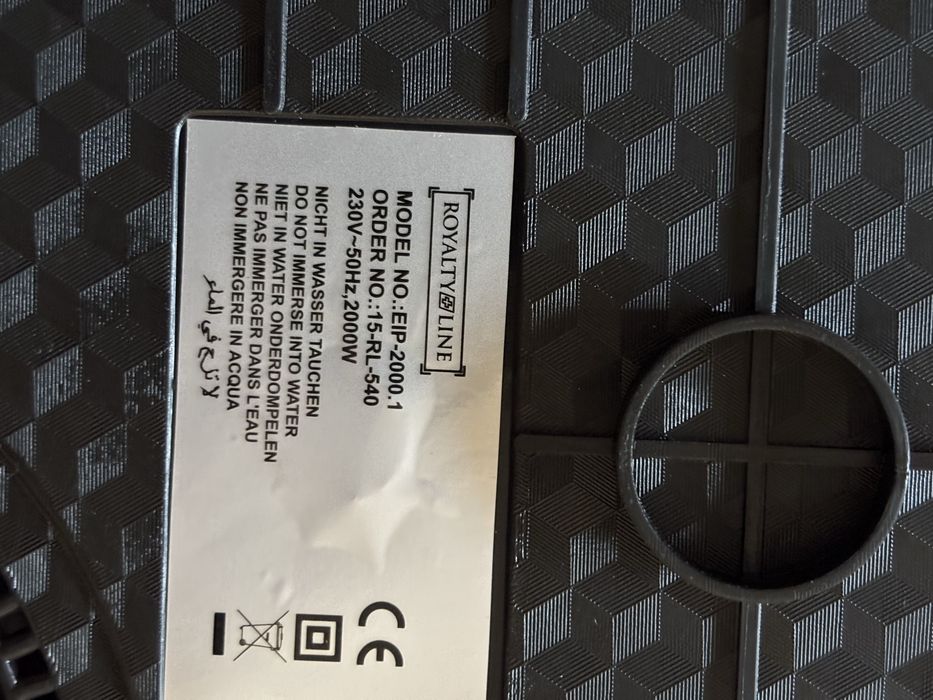 ROYALTY LINE
MODEL NO.:EIP-2000.1
ORDER NO.:15-RL-540
230V~50Hz,2000W
NICHT IN WASSER TAUCHEN
DO NOT IMMERSE INTO WATER
NIET IN WATER ONDERDOMPELEN
NE PAS IMMERGER DANS L'EAU
NON IMMERGERE IN ACQUA
لا تلج في الماء
CE